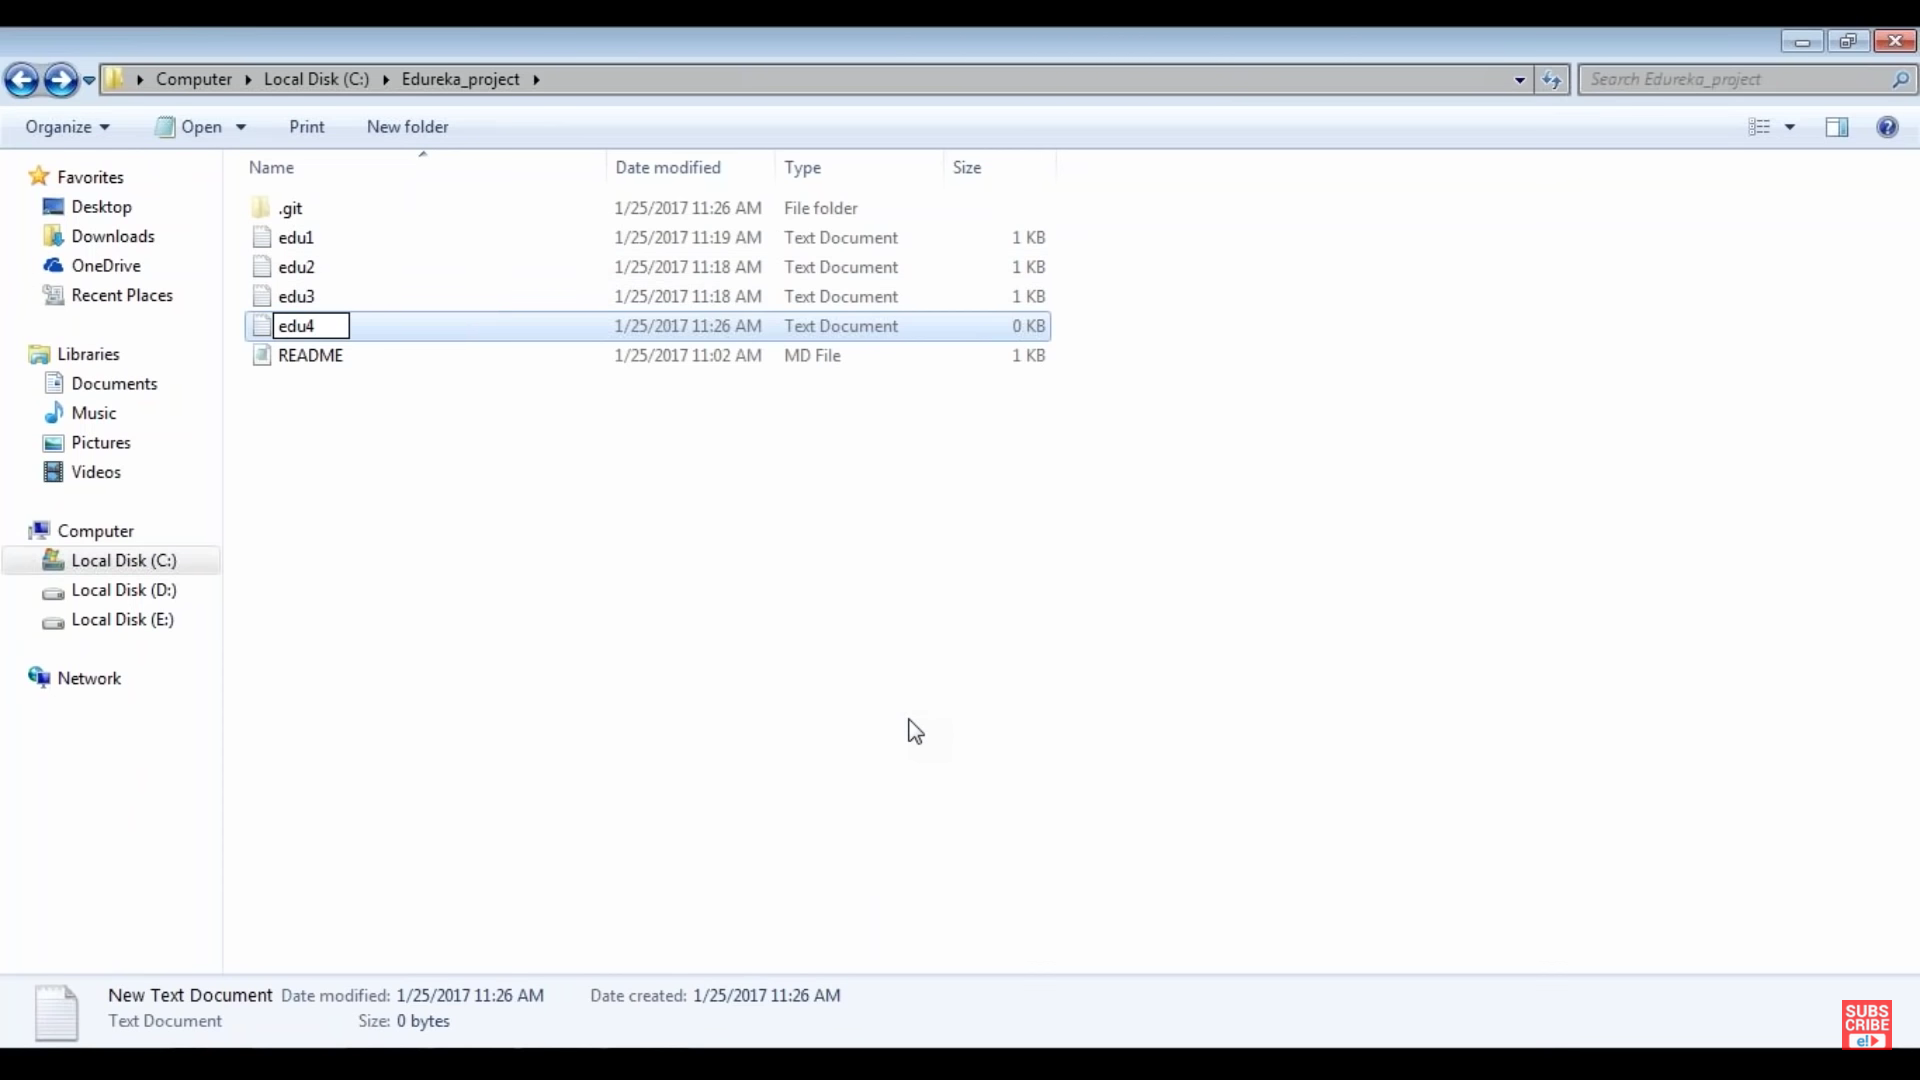 Computer Local Disk (C:) Edureka_project
Search Edureka_project
Organize Open Print New folder
Name Date modified Type Size
Favorites
Desktop
Downloads
OneDrive
Recent Places
Libraries
Documents
Music
Pictures
Videos
Computer
Local Disk (C:)
Local Disk (D:)
Local Disk (E:)
Network
.git 1/25/2017 11:26 AM File folder
edu1 1/25/2017 11:19 AM Text Document 1 KB
edu2 1/25/2017 11:18 AM Text Document 1 KB
edu3 1/25/2017 11:18 AM Text Document 1 KB
edu4 1/25/2017 11:26 AM Text Document 0 KB
README 1/25/2017 11:02 AM MD File 1 KB
New Text Document Date modified: 1/25/2017 11:26 AM Date created: 1/25/2017 11:26 AM
Text Document Size: 0 bytes
SUBS
CRIBE
e!